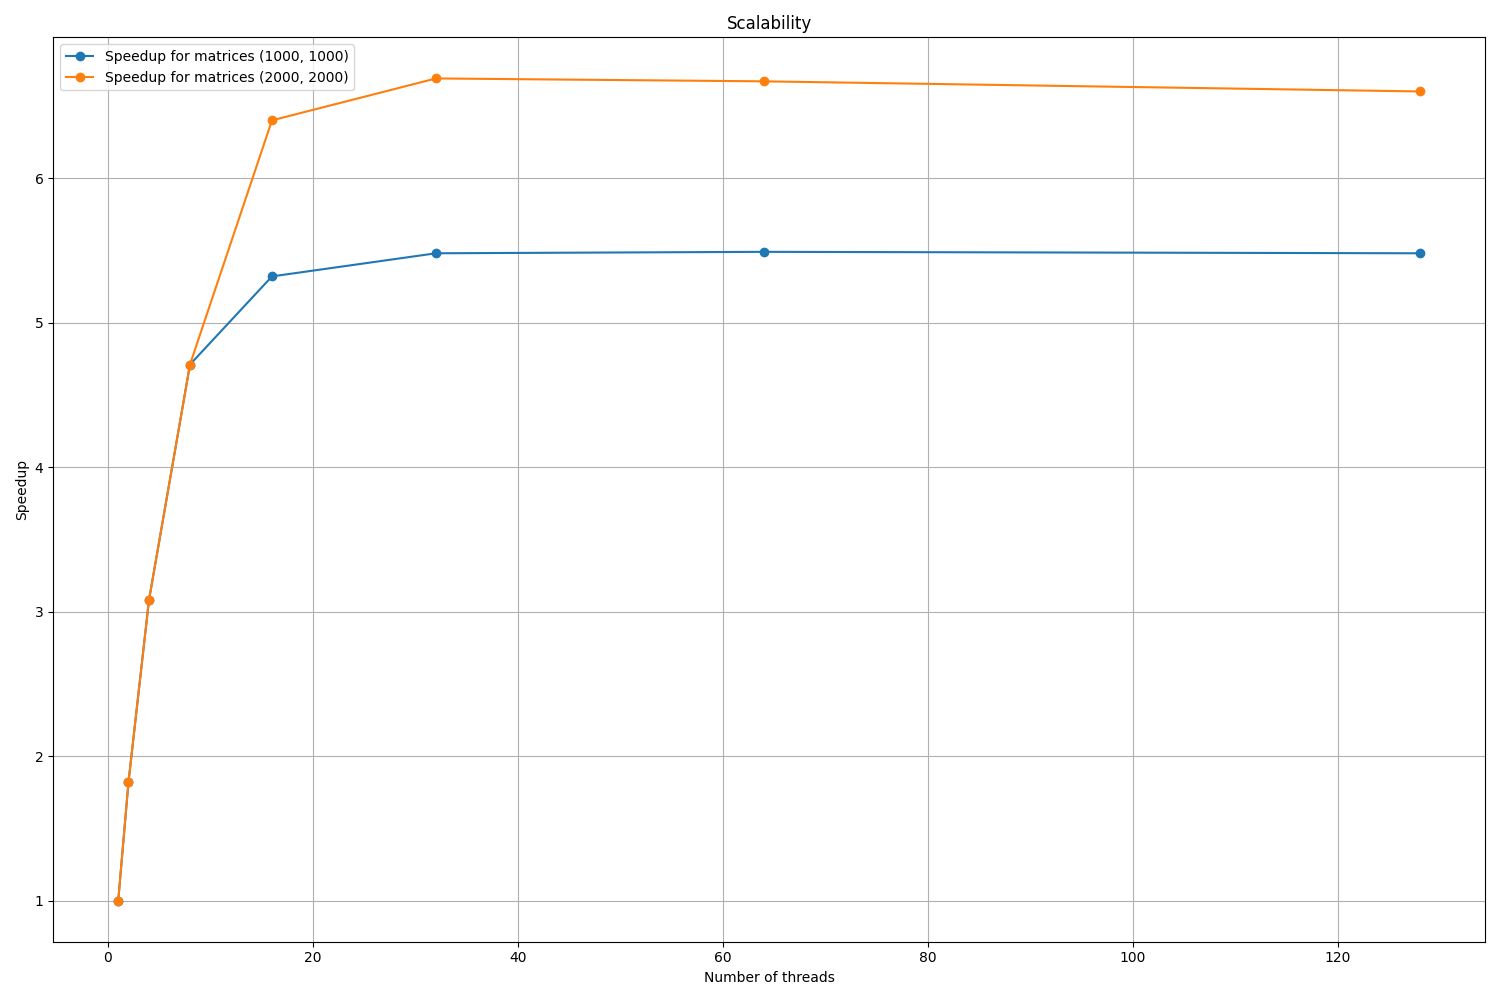 Scalability
Speedup for matrices (1000, 1000)
Speedup for matrices (2000, 2000)
Speedup
6
5
4
3
2
1
0 20 40 60 80 100 120
Number of threads